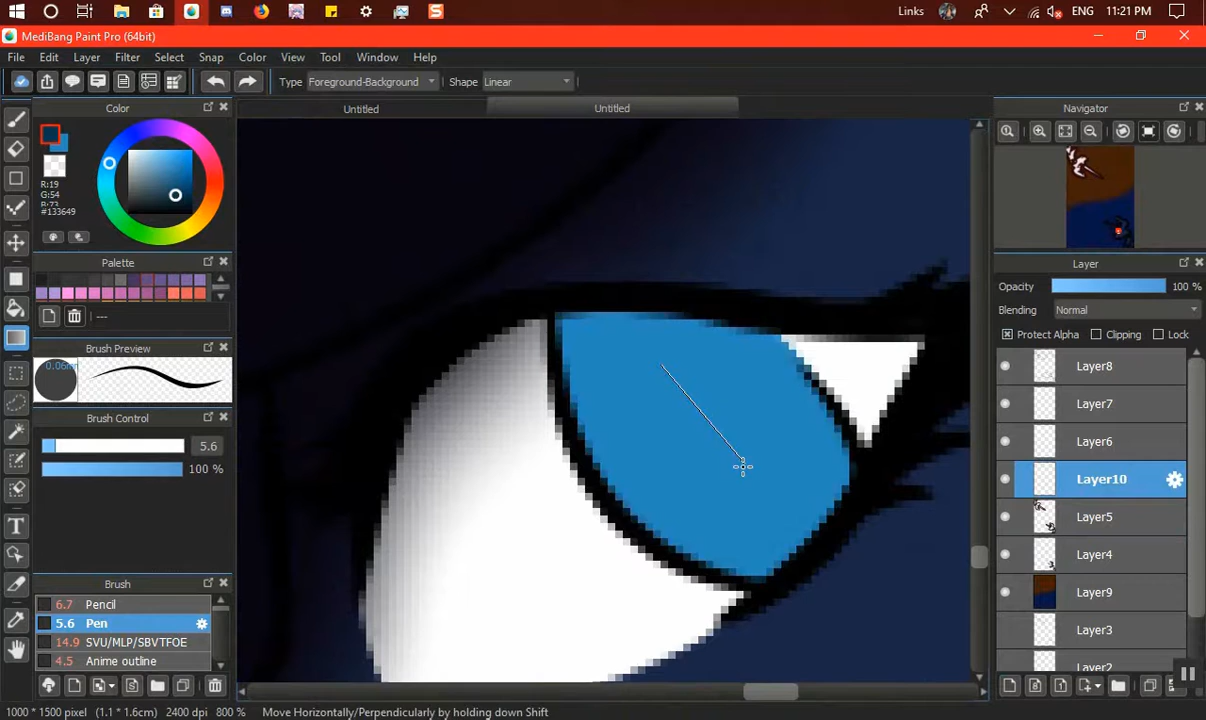 Links ENG 11:21 PM
MediBang Paint Pro (64bit)
File Edit Layer Filter Select Snap Color View Tool Window Help
Type Foreground-Background Shape Linear
Color Untitled Untitled Navigator
R:19
G:54
B:73
#133649
Palette
Layer
Opacity 100 %
Blending Normal
---
Protect Alpha Clipping Lock
Brush Preview
0.06m
Layer8
Layer7
Brush Control
5.6
Layer6
100 %
Layer10
Layer5
Layer4
Brush
Layer9
6.7 Pencil
5.6 Pen
Layer3
14.9 SVU/MLP/SBVTFOE
4.5 Anime outline
Layer2
1000 * 1500 pixel (1.1 * 1.6cm) 2400 dpi 800 % Move Horizontally/Perpendicularly by holding down Shift